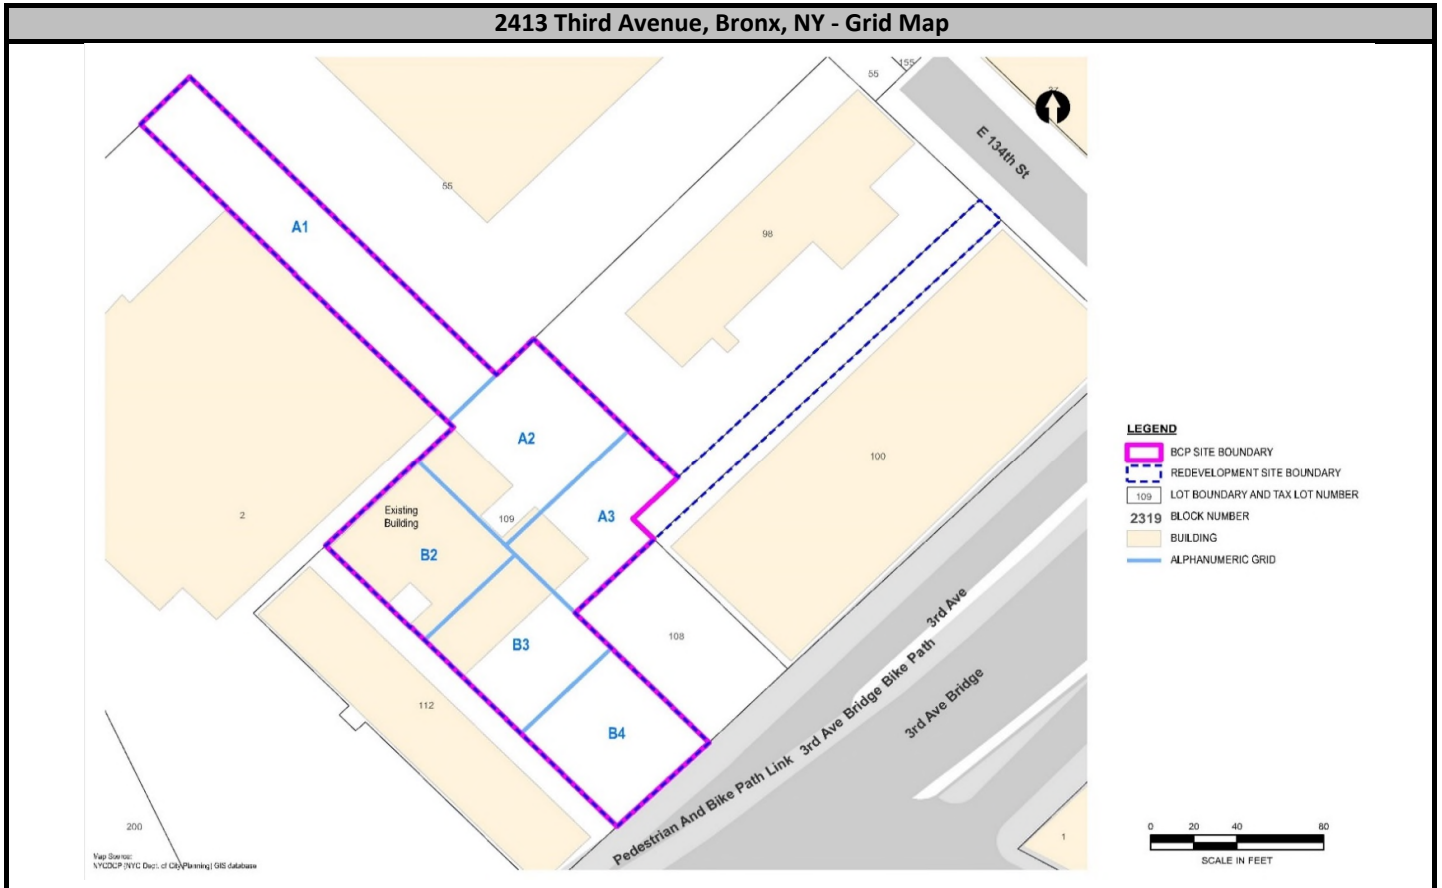 2413 Third Avenue, Bronx, NY - Grid Map
155
55
E 134th St
55
A1
98
A2
100
A3
Existing
Building
109
2
B2
B3
108
112
B4
3rd Ave
3rd Ave Bridge Bike Path
3rd Ave Bridge
Pedestrian And Bike Path Link
200
1
LEGEND
BCP SITE BOUNDARY
REDEVELOPMENT SITE BOUNDARY
109 LOT BOUNDARY AND TAX LOT NUMBER
2319 BLOCK NUMBER
BUILDING
ALPHANUMERIC GRID
0 20 40 80
SCALE IN FEET
Map Source:
NYCDCP (NYC Dept. of City Planning) GIS database